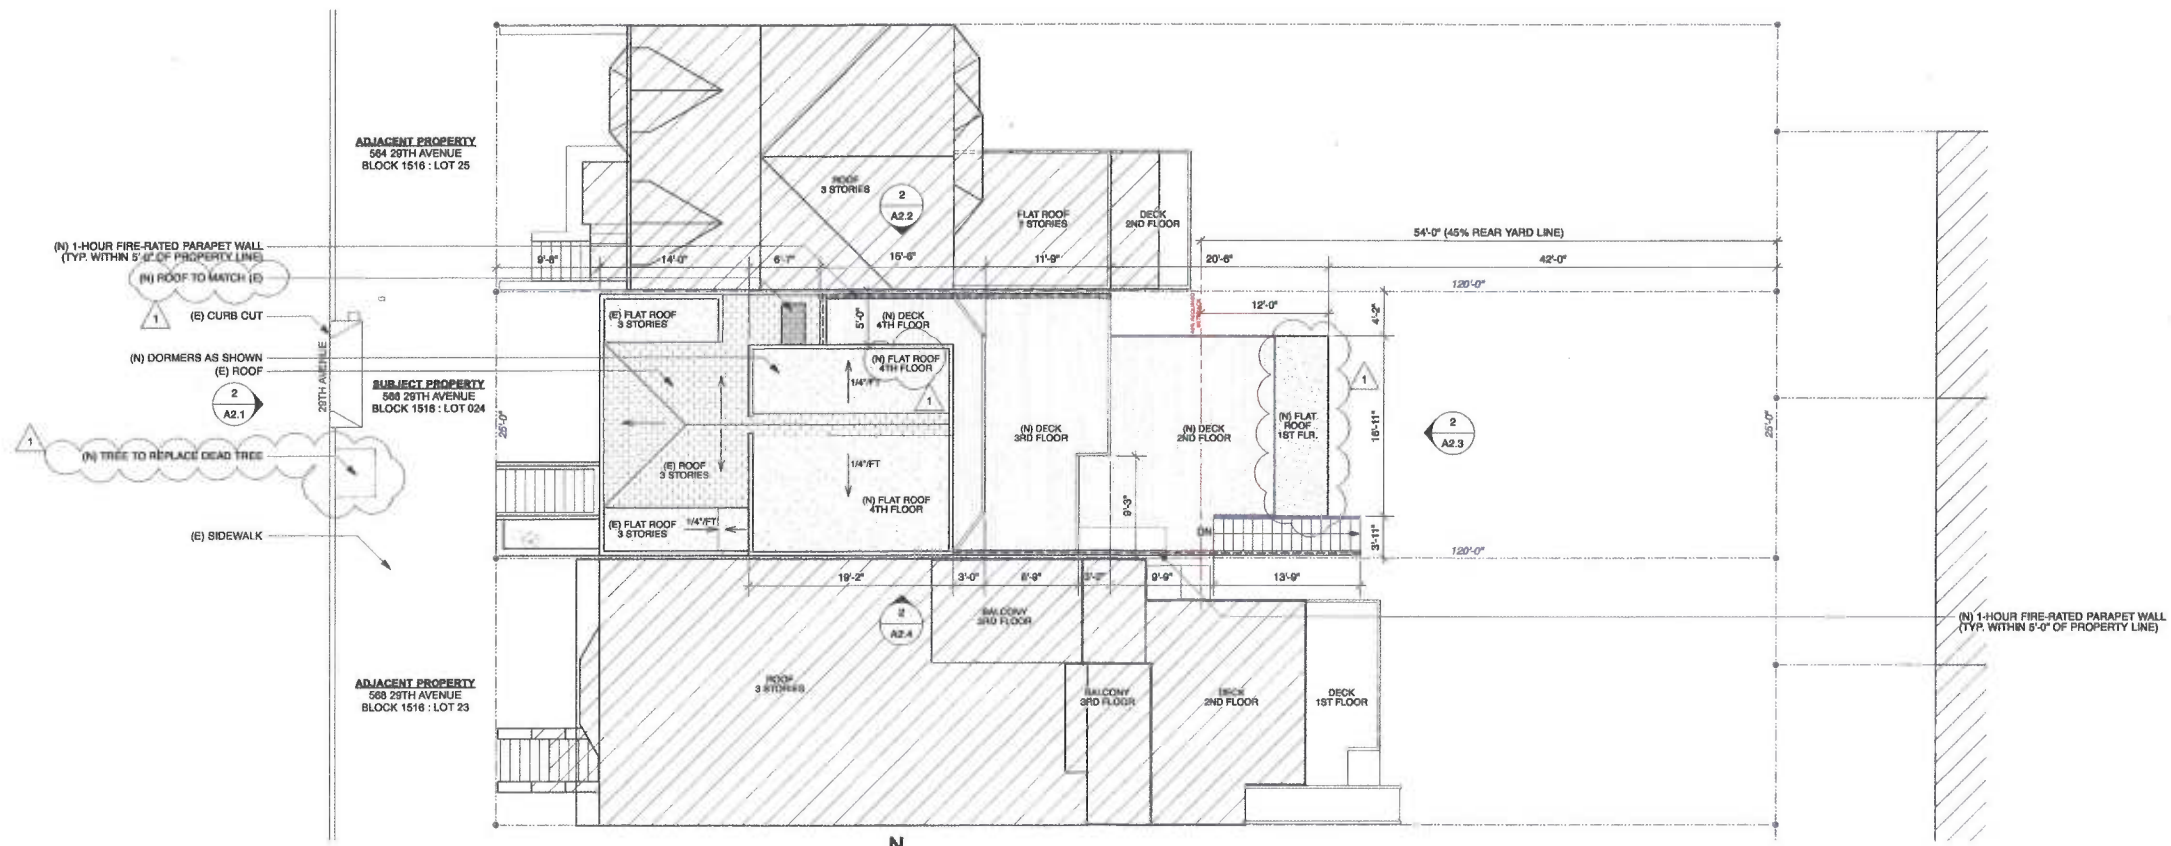 ADJACENT PROPERTY
564 29TH AVENUE
BLOCK 1516 : LOT 25
ROOF
3 STORIES
2
A2.2
FLAT ROOF
DECK
2ND FLOOR
54'-0" (45% REAR YARD LINE)
(N) 1-HOUR FIRE-RATED PARAPET WALL
(TYP. WITHIN 5'-0" OF PROPERTY LINE)
9'-8" 14'-0" 6'-7" 15'-6" 11'-9" 20'-6" 42'-0"
(N) ROOF TO MATCH (E)
1
120'-0"
12'-0"
4'-2"
(E) CURB CUT
(E) FLAT ROOF
3 STORIES
5'-0"
(N) DECK
4TH FLOOR
(N) DORMERS AS SHOWN
(E) ROOF
(N) FLAT ROOF
4TH FLOOR
1/4"/FT
1
1
29TH AVENUE
SUBJECT PROPERTY
566 29TH AVENUE
BLOCK 1516 : LOT 024
2
A2.1
25'-0"
(N) DECK
3RD FLOOR
(N) DECK
2ND FLOOR
(N) FLAT
ROOF
1ST FLR.
16'-11"
2
A2.3
25'-0"
1
(N) TREE TO REPLACE DEAD TREE
(E) ROOF
3 STORIES
1/4"/FT
(N) FLAT ROOF
4TH FLOOR
9'-3"
(E) SIDEWALK
(E) FLAT ROOF
3 STORIES
1/4"/FT
DN
3'-11"
120'-0"
19'-2" 3'-0" 8'-9" 9'-9" 13'-9"
2
A2.4
BALCONY
3RD FLOOR
(N) 1-HOUR FIRE-RATED PARAPET WALL
(TYP. WITHIN 5'-0" OF PROPERTY LINE)
ADJACENT PROPERTY
568 29TH AVENUE
BLOCK 1516 : LOT 23
ROOF
3 STORIES
BALCONY
3RD FLOOR
DECK
2ND FLOOR
DECK
1ST FLOOR
N